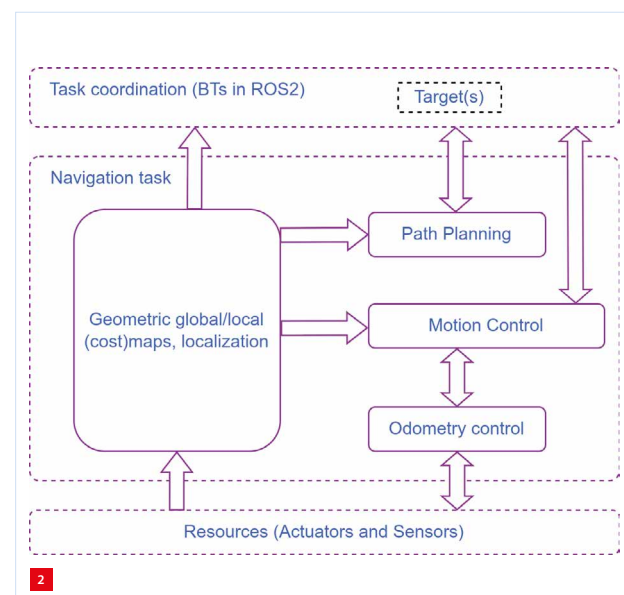 Task coordination (BTs in ROS2)
Target(s)
Navigation task
Path Planning
Geometric global/local
(cost)maps, localization
Motion Control
Odometry control
Resources (Actuators and Sensors)
2